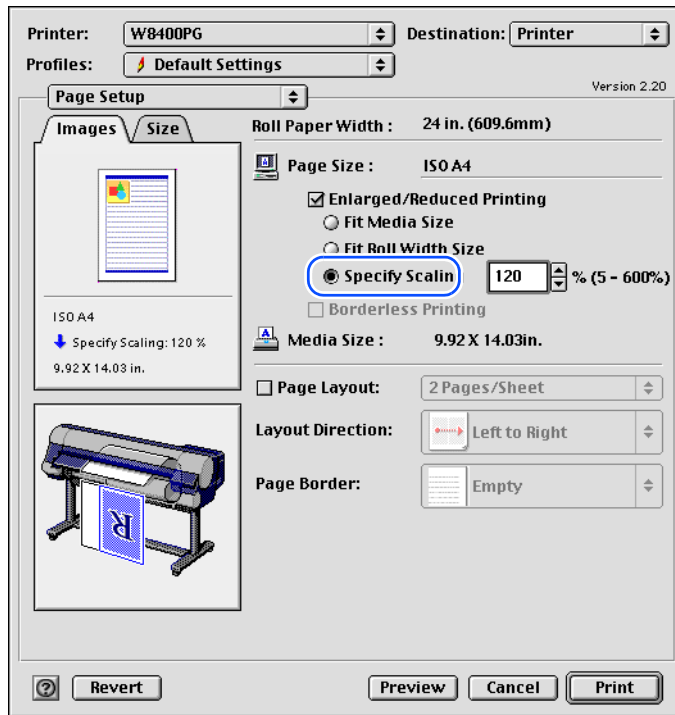 Printer: W8400PG Destination: Printer
Profiles: Default Settings
Version 2.20
Page Setup
Images Size
Roll Paper Width : 24 in. (609.6mm)
Page Size : ISO A4
Enlarged/Reduced Printing
Fit Media Size
Fit Roll Width Size
Specify Scalin 120 % (5 - 600%)
Borderless Printing
Media Size : 9.92 X 14.03in.
ISO A4
Specify Scaling: 120 %
9.92 X 14.03 in.
Page Layout: 2 Pages/Sheet
Layout Direction: Left to Right
Page Border: Empty
R
? Revert Preview Cancel Print